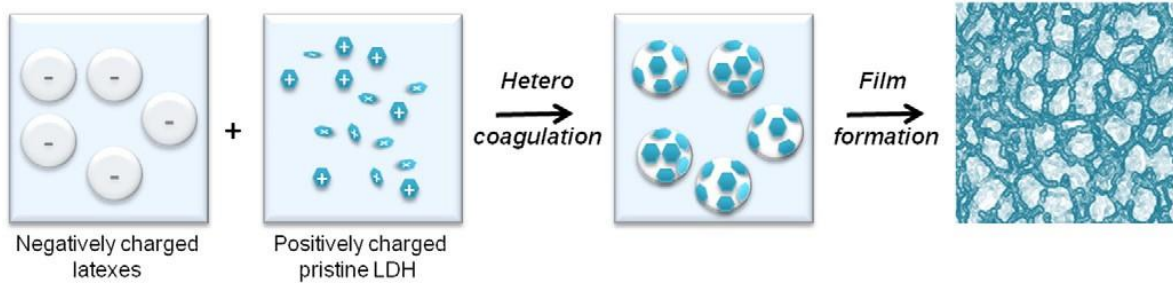 -
-
-
-
-
+
+
+
+
+
+
+
Hetero
coagulation
Film
formation
Negatively charged
latexes
Positively charged
pristine LDH